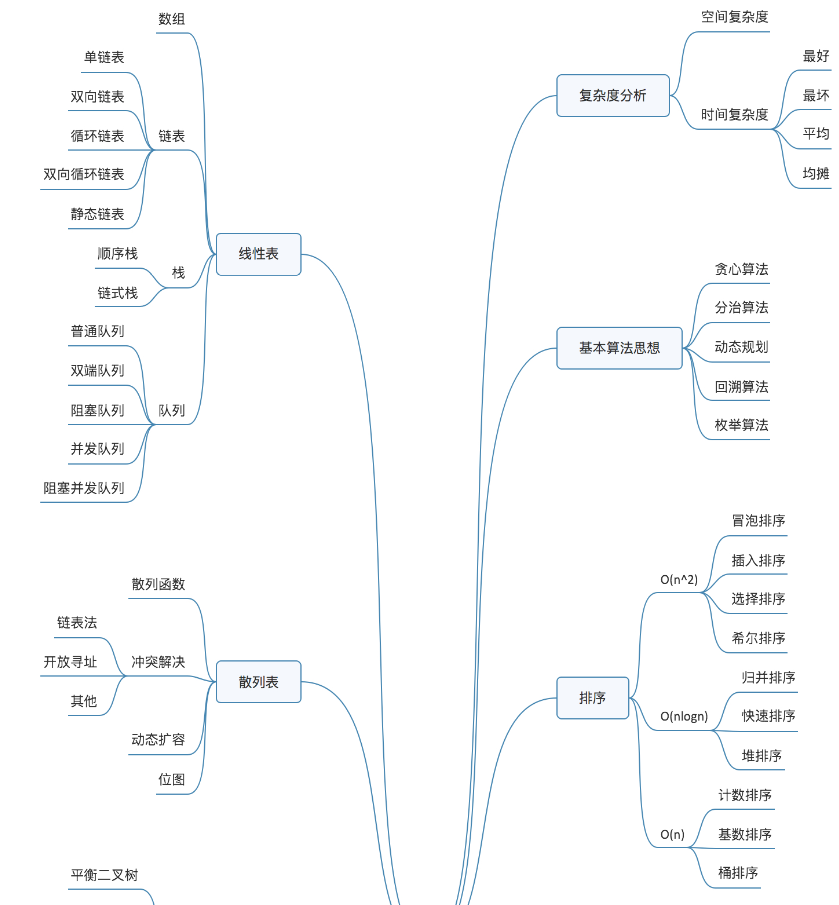 数组
单链表
双向链表
循环链表
链表
双向循环链表
静态链表
线性表
顺序栈
栈
链式栈
普通队列
双端队列
阻塞队列
队列
并发队列
阻塞并发队列
散列函数
链表法
开放寻址
冲突解决
其他
散列表
动态扩容
位图
平衡二叉树
空间复杂度
复杂度分析
时间复杂度
最好
最坏
平均
均摊
贪心算法
分治算法
基本算法思想
动态规划
回溯算法
枚举算法
冒泡排序
插入排序
O(n^2)
选择排序
希尔排序
排序
归并排序
O(nlogn)
快速排序
堆排序
计数排序
O(n)
基数排序
桶排序